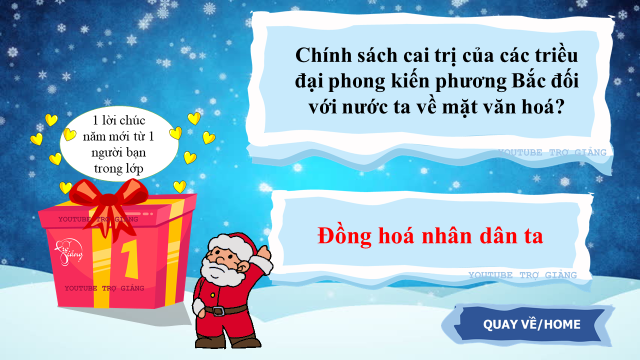 Chính sách cai trị của các triều
đại phong kiến phương Bắc đối
với nước ta về mặt văn hoá?
YOUTUBE TRỢ GIẢNG
1 lời chúc
năm mới từ 1
người bạn
trong lớp
YOUTUBE TRỢ GIẢNG
1
YOUTUBE TRỢ GIẢNG
Đồng hoá nhân dân ta
YOUTUBE TRỢ GIẢNG
QUAY VỀ/HOME